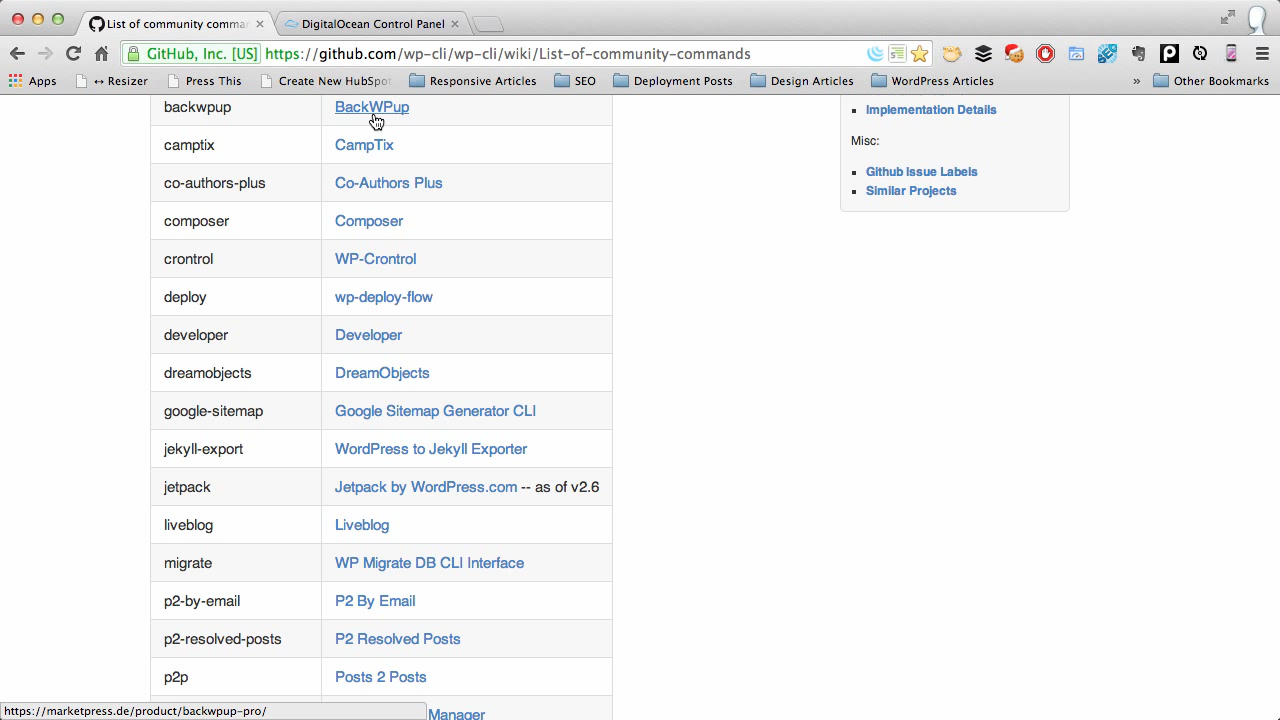 List of community comma
DigitalOcean Control Panel
GitHub, Inc. [US] https://github.com/wp-cli/wp-cli/wiki/List-of-community-commands
Apps ↔ Resizer Press This Create New HubSpot Responsive Articles SEO Deployment Posts Design Articles WordPress Articles » Other Bookmarks
backwpup BackWPup
camptix CampTix
co-authors-plus Co-Authors Plus
composer Composer
crontrol WP-Crontrol
deploy wp-deploy-flow
developer Developer
dreamobjects DreamObjects
google-sitemap Google Sitemap Generator CLI
jekyll-export WordPress to Jekyll Exporter
jetpack Jetpack by WordPress.com -- as of v2.6
liveblog Liveblog
migrate WP Migrate DB CLI Interface
p2-by-email P2 By Email
p2-resolved-posts P2 Resolved Posts
p2p Posts 2 Posts
Manager
Implementation Details
Misc:
Github Issue Labels
Similar Projects
https://marketpress.de/product/backwpup-pro/